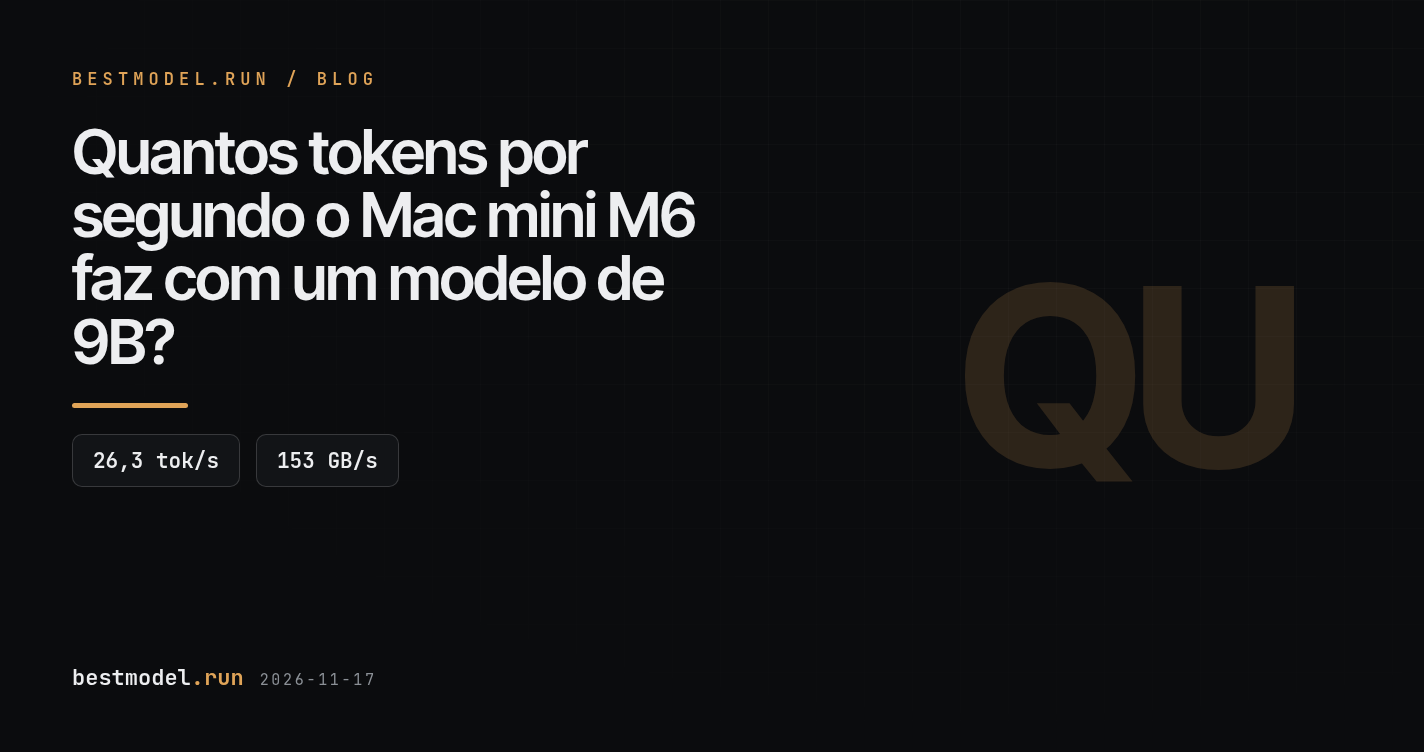 BESTMODEL.RUN / BLOG
Quantos tokens por
segundo o Mac mini M6
faz com um modelo de
9B?
26,3 tok/s 153 GB/s
QU
bestmodel.run 2026-11-17